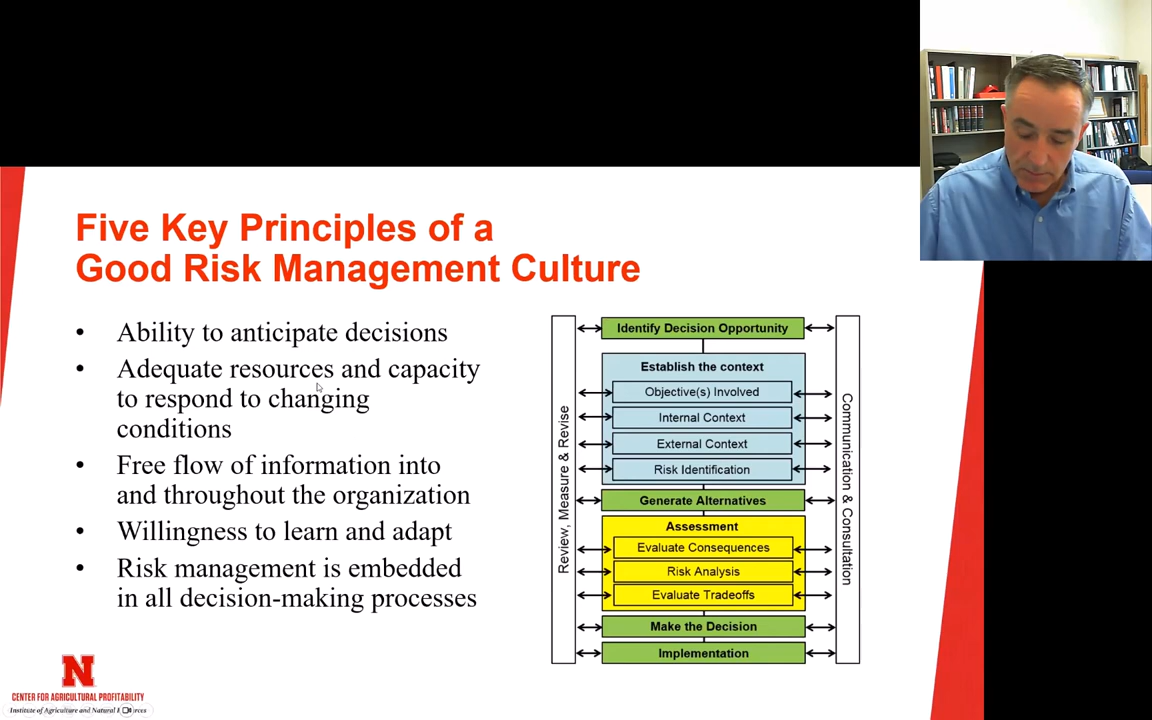 Five Key Principles of a
Good Risk Management Culture
• Ability to anticipate decisions
• Adequate resources and capacity
to respond to changing
conditions
• Free flow of information into
and throughout the organization
• Willingness to learn and adapt
• Risk management is embedded
in all decision-making processes
Review, Measure & Revise
Identify Decision Opportunity
Establish the context
Objective(s) Involved
Internal Context
External Context
Risk Identification
Generate Alternatives
Assessment
Evaluate Consequences
Risk Analysis
Evaluate Tradeoffs
Make the Decision
Implementation
Communication & Consultation
N
CENTER FOR AGRICULTURAL PROFITABILITY
Institute of Agriculture and Natural